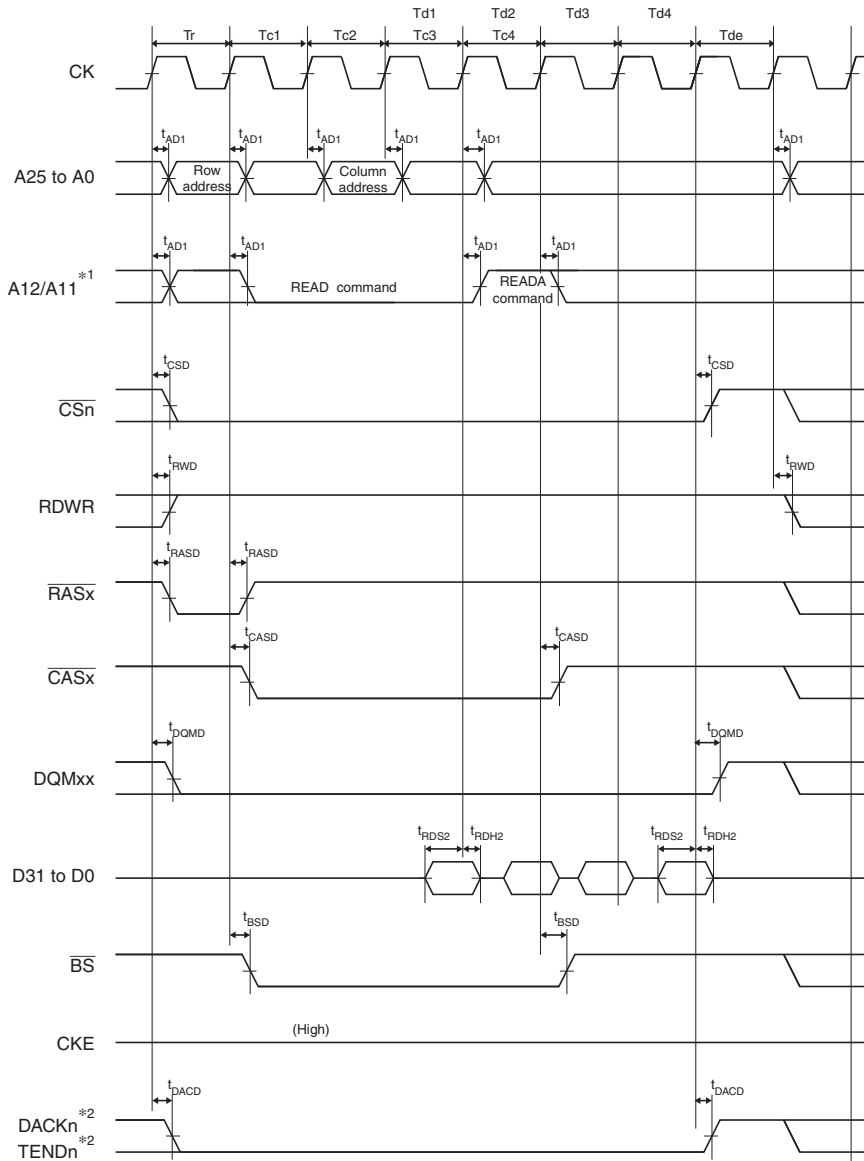 Td1 Td2 Td3 Td4
Tr Tc1 Tc2 Tc3 Tc4 Tde
CK
tAD1 tAD1 tAD1 tAD1 tAD1 tAD1
A25 to A0
Row address
Column address
tAD1 tAD1 tAD1 tAD1
A12/A11*1
READ command
READA command
tCSD tCSD
CSn
tRWD tRWD
RDWR
tRASD tRASD
RASx
tCASD tCASD
CASx
tDQMD tDQMD
DQMxx
tRDS2 tRDH2 tRDS2 tRDH2
D31 to D0
tBSD tBSD
BS
(High)
CKE
tDACD tDACD
DACKn*2
TENDn*2